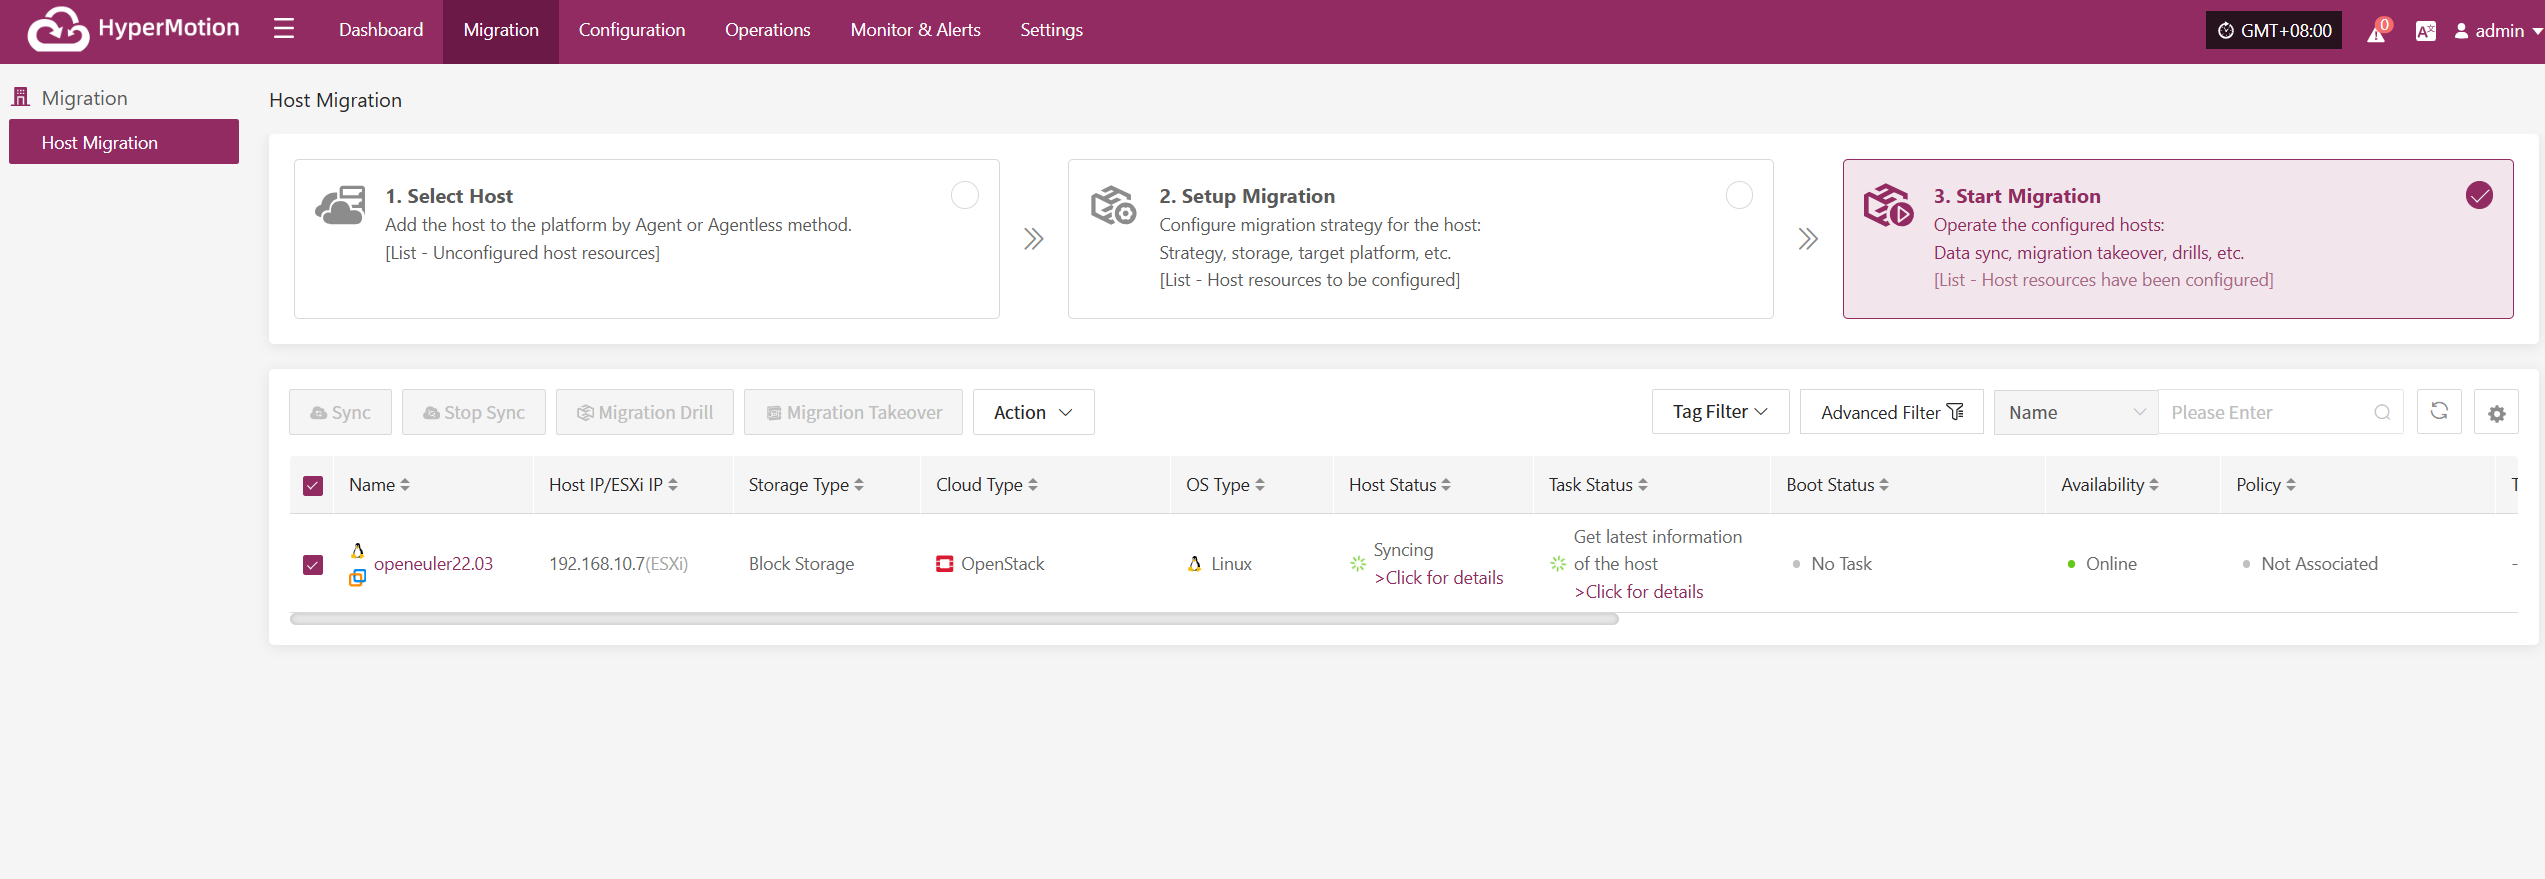 HyperMotion
Dashboard
Migration
Configuration
Operations
Monitor & Alerts
Settings
GMT+08:00
0
admin
Migration
Host Migration
Host Migration
1. Select Host
Add the host to the platform by Agent or Agentless method.
[List - Unconfigured host resources]
2. Setup Migration
Configure migration strategy for the host:
Strategy, storage, target platform, etc.
[List - Host resources to be configured]
3. Start Migration
Operate the configured hosts:
Data sync, migration takeover, drills, etc.
[List - Host resources have been configured]
Sync
Stop Sync
Migration Drill
Migration Takeover
Action
Tag Filter
Advanced Filter
Name
Please Enter
Name
Host IP/ESXi IP
Storage Type
Cloud Type
OS Type
Host Status
Task Status
Boot Status
Availability
Policy
openeuler22.03
192.168.10.7(ESXi)
Block Storage
OpenStack
Linux
Syncing
>Click for details
Get latest information
of the host
>Click for details
No Task
Online
Not Associated
-